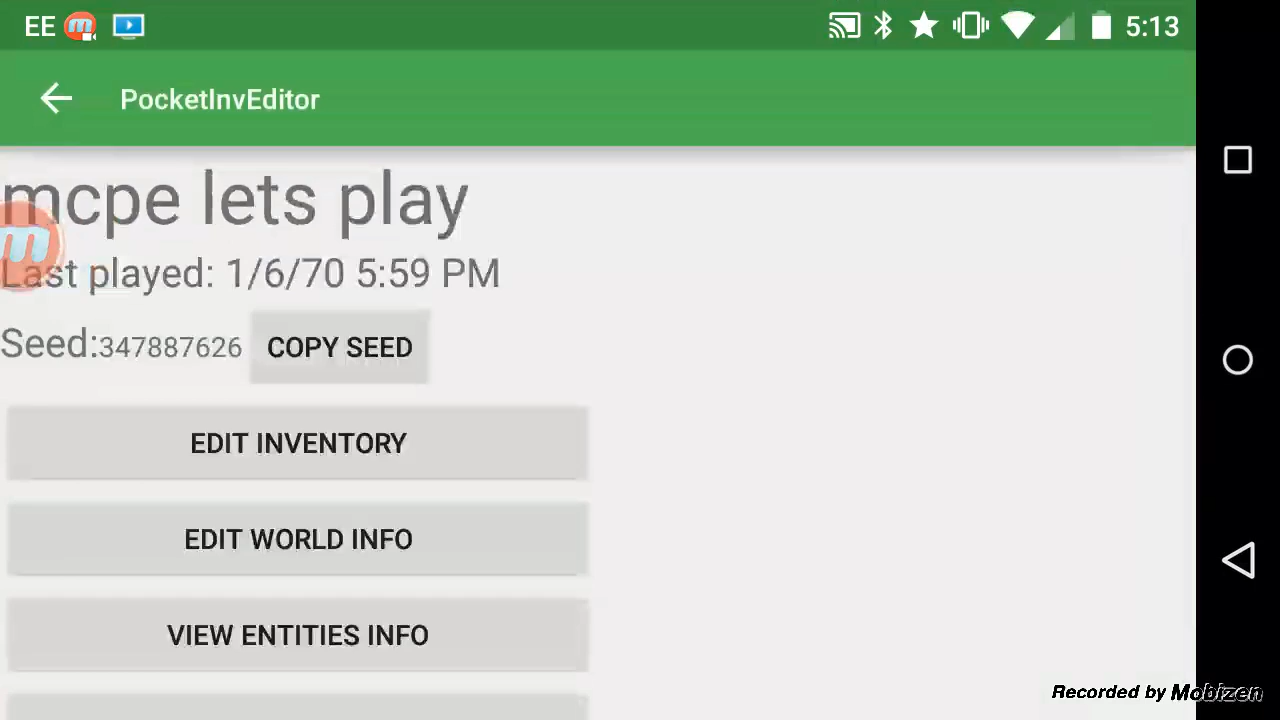 EE 5:13
PocketInvEditor
mcpe lets play
Last played: 1/6/70 5:59 PM
Seed:347887626 COPY SEED
EDIT INVENTORY
EDIT WORLD INFO
VIEW ENTITIES INFO
Recorded by Mobizen